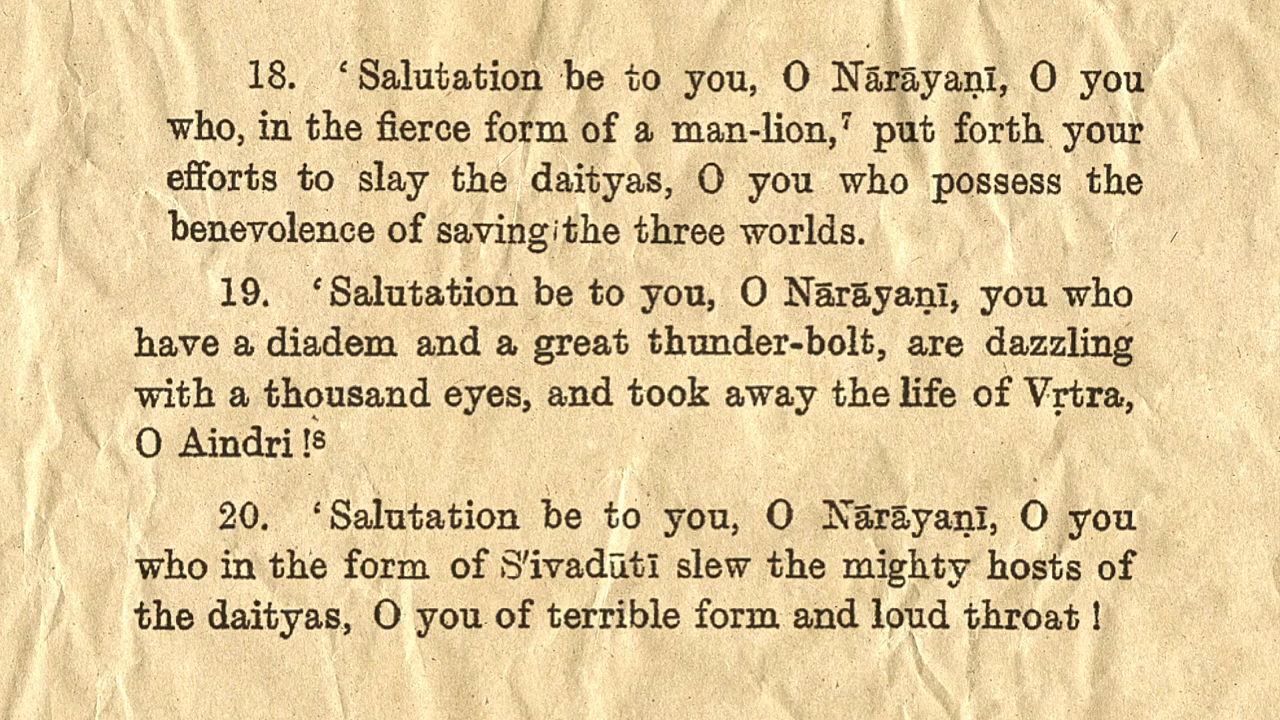 18. ‘Salutation be to you, O Nārāyaṇī, O you
who, in the fierce form of a man-lion,⁷ put forth your
efforts to slay the daityas, O you who possess the
benevolence of saving the three worlds.
19. ‘Salutation be to you, O Nārāyaṇī, you who
have a diadem and a great thunder-bolt, are dazzling
with a thousand eyes, and took away the life of Vṛtra,
O Aindri !⁸
20. ‘Salutation be to you, O Nārāyaṇī, O you
who in the form of S'ivadūtī slew the mighty hosts of
the daityas, O you of terrible form and loud throat !